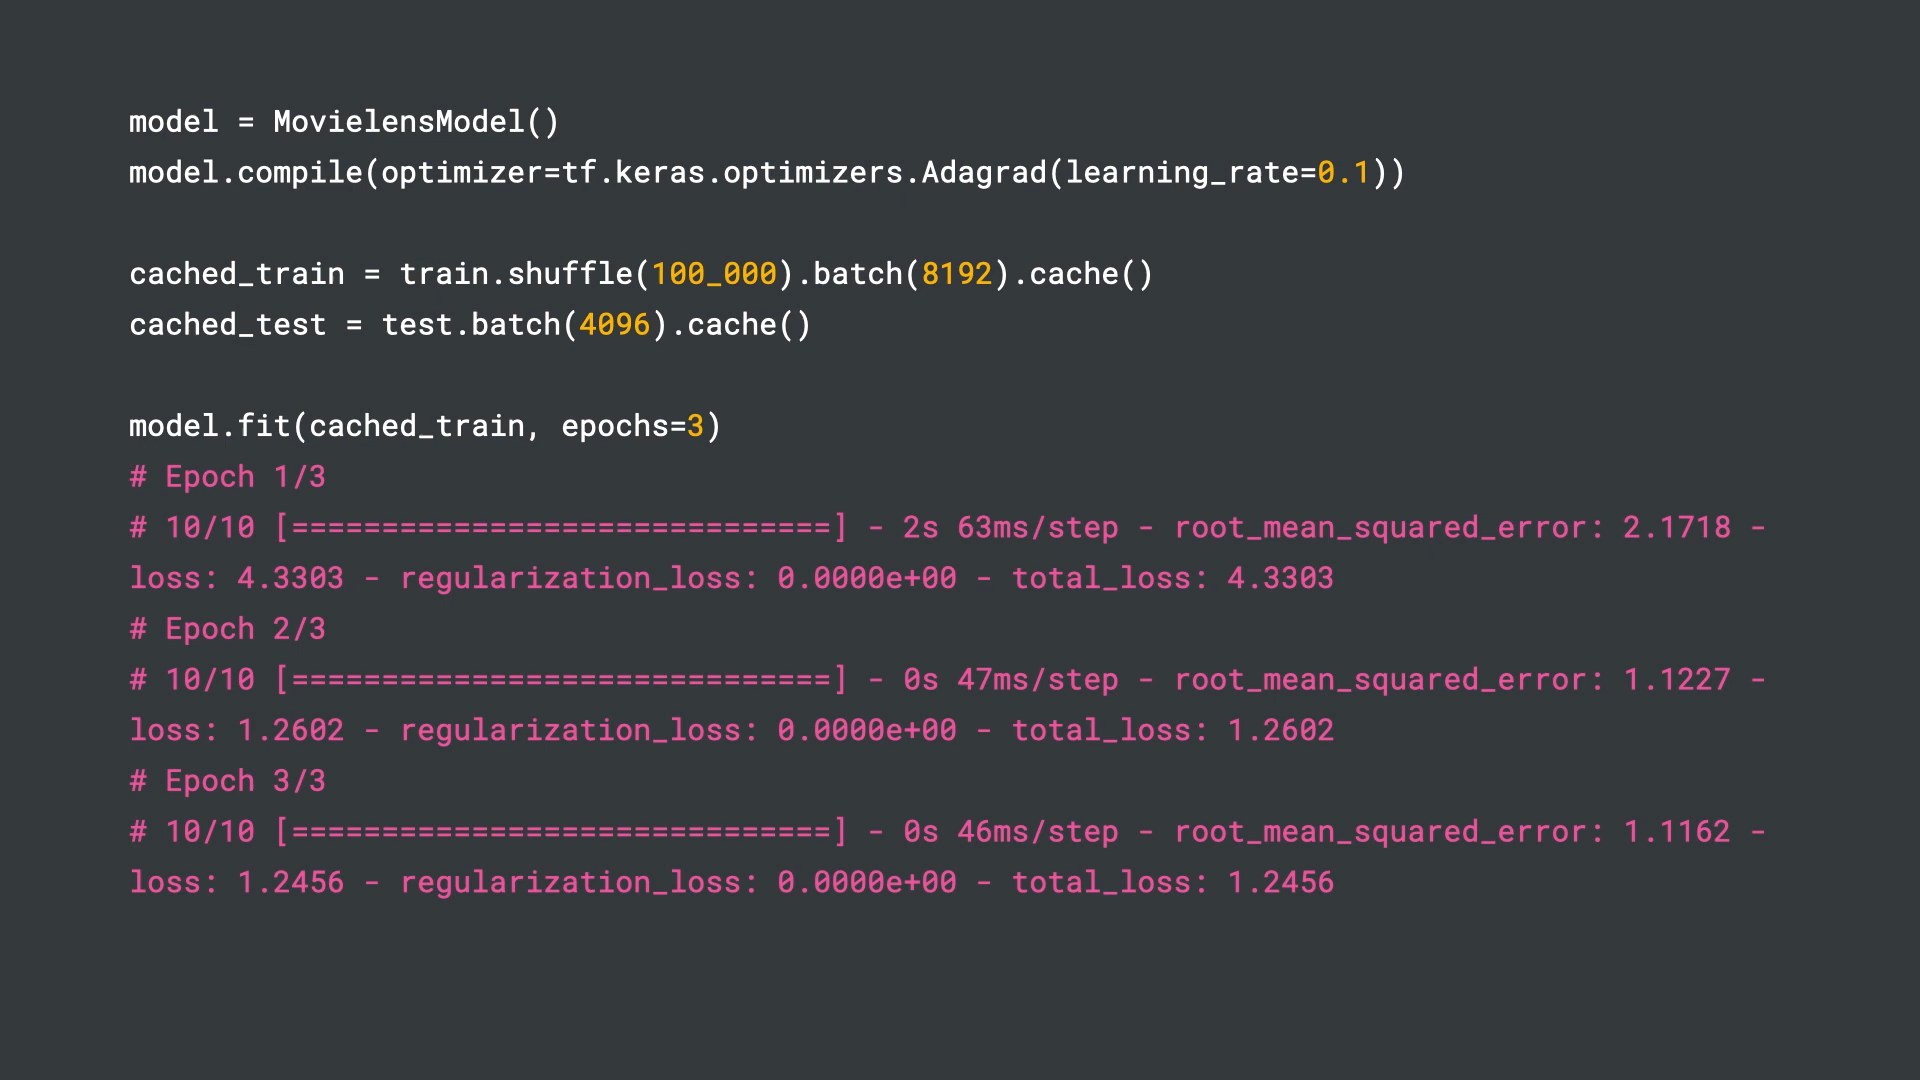 model = MovielensModel()
model.compile(optimizer=tf.keras.optimizers.Adagrad(learning_rate=0.1))
cached_train = train.shuffle(100_000).batch(8192).cache()
cached_test = test.batch(4096).cache()
model.fit(cached_train, epochs=3)
# Epoch 1/3
# 10/10 [==============================] - 2s 63ms/step - root_mean_squared_error: 2.1718 -
loss: 4.3303 - regularization_loss: 0.0000e+00 - total_loss: 4.3303
# Epoch 2/3
# 10/10 [==============================] - 0s 47ms/step - root_mean_squared_error: 1.1227 -
loss: 1.2602 - regularization_loss: 0.0000e+00 - total_loss: 1.2602
# Epoch 3/3
# 10/10 [==============================] - 0s 46ms/step - root_mean_squared_error: 1.1162 -
loss: 1.2456 - regularization_loss: 0.0000e+00 - total_loss: 1.2456